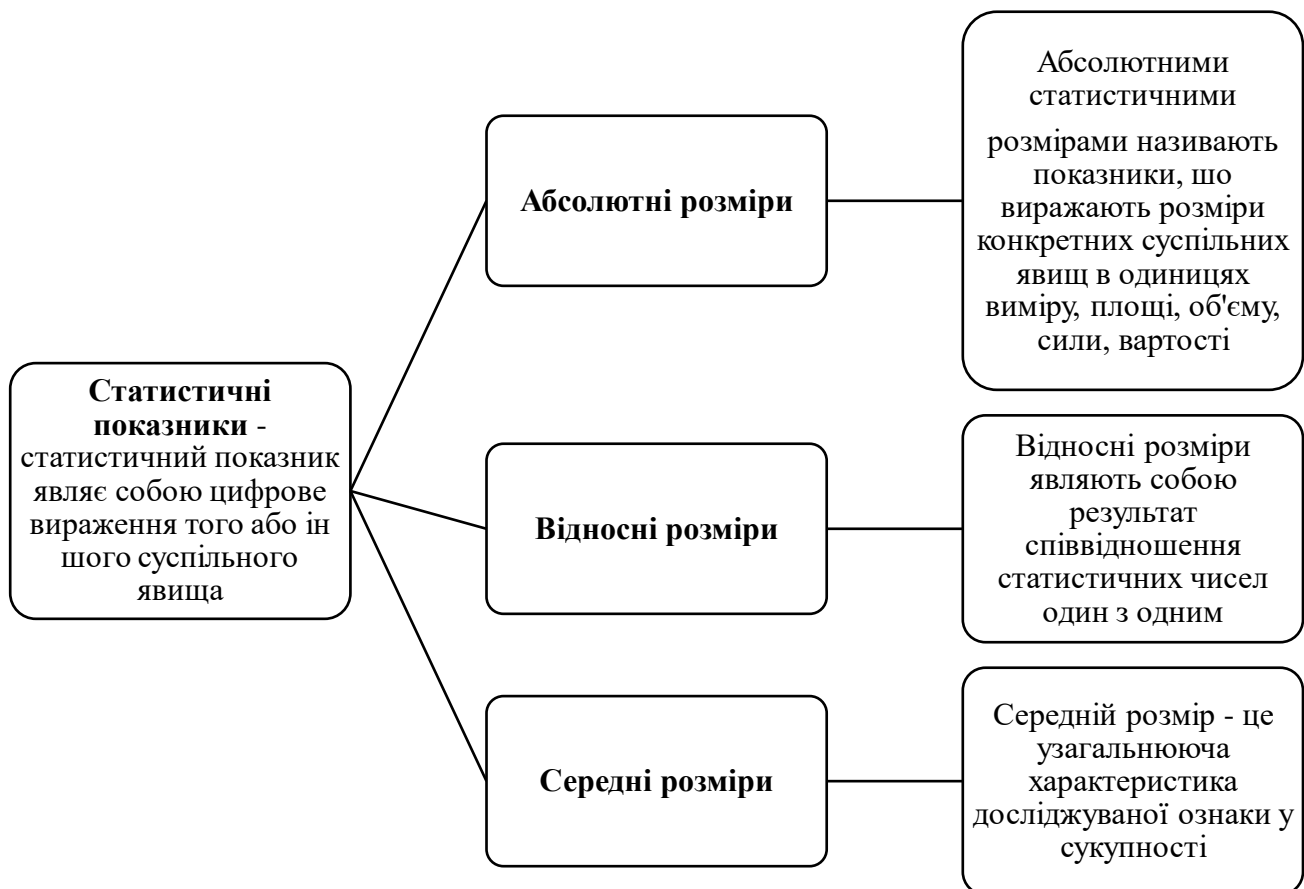 Статистичні
показники -
статистичний показник
являє собою цифрове
вираження того або ін
шого суспільного
явища
Абсолютні розміри
Абсолютними
статистичними
розмірами називають
показники, шо
виражають розміри
конкретних суспільних
явищ в одиницях
виміру, площі, об'єму,
сили, вартості
Відносні розміри
Відносні розміри
являють собою
результат
співвідношення
статистичних чисел
один з одним
Середні розміри
Середній розмір - це
узагальнююча
характеристика
досліджуваної ознаки у
сукупності